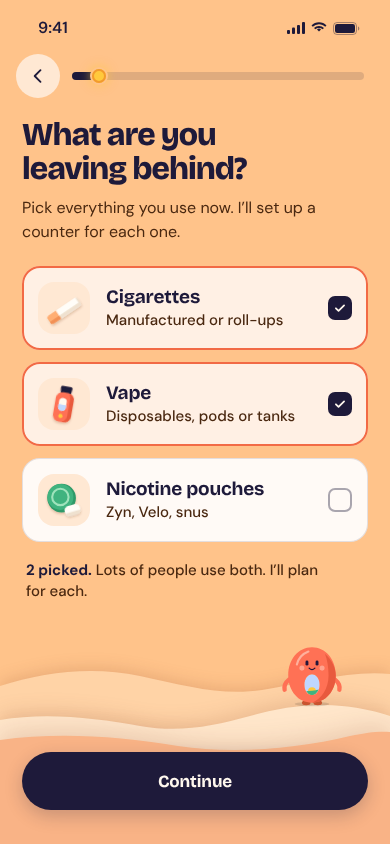 9:41
What are you
leaving behind?
Pick everything you use now. I’ll set up a
counter for each one.
Cigarettes
Manufactured or roll-ups
Vape
Disposables, pods or tanks
Nicotine pouches
Zyn, Velo, snus
2 picked. Lots of people use both. I’ll plan
for each.
Continue